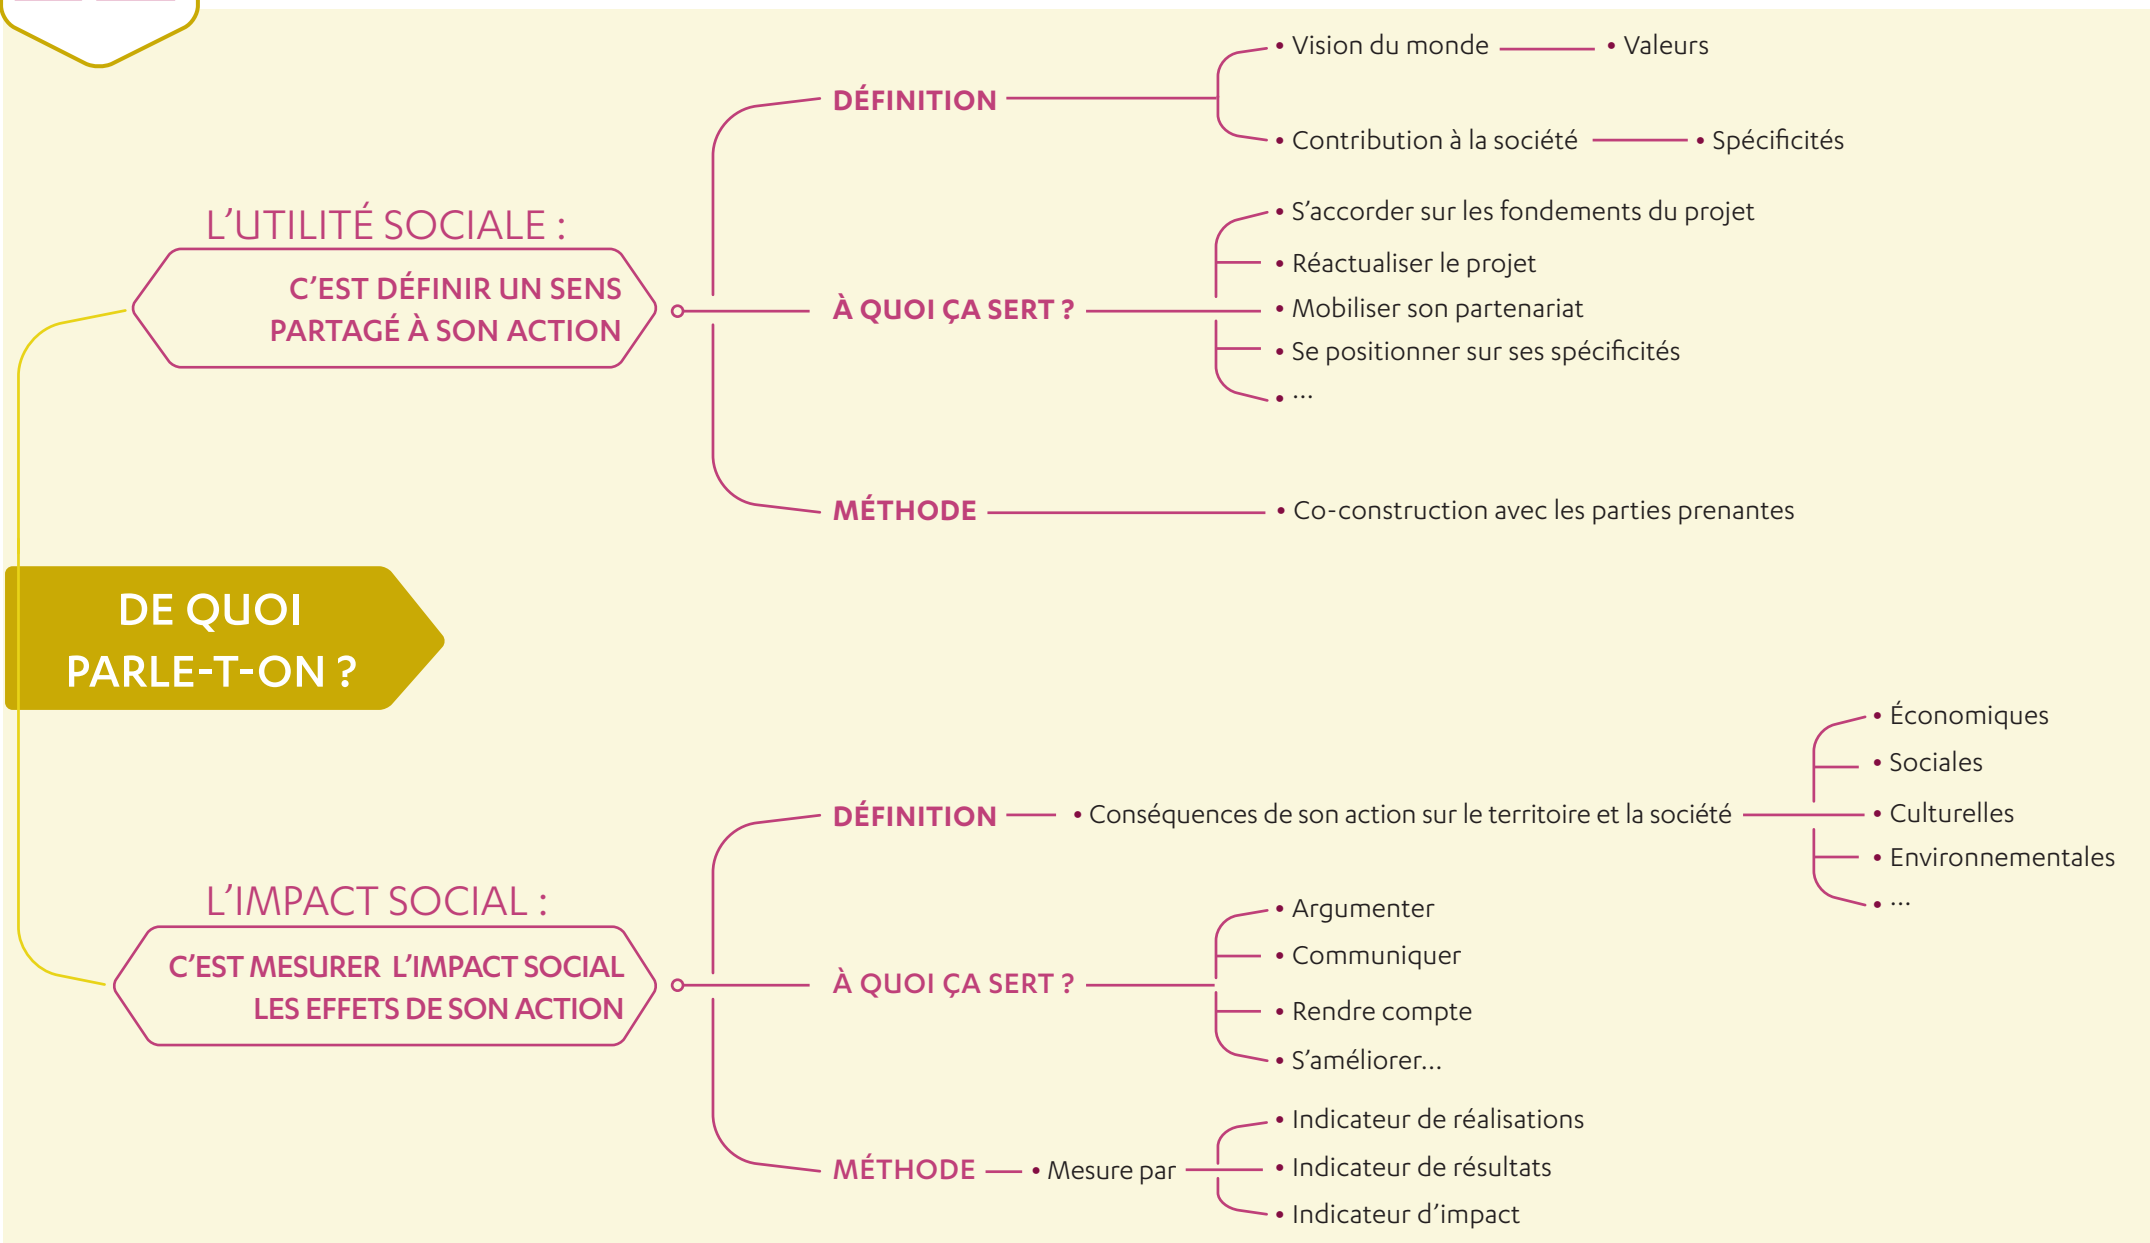 L’UTILITÉ SOCIALE :
C’EST DÉFINIR UN SENS
PARTAGÉ À SON ACTION
DÉFINITION
• Vision du monde
• Valeurs
• Contribution à la société
• Spécificités
À QUOI ÇA SERT ?
• S’accorder sur les fondements du projet
• Réactualiser le projet
• Mobiliser son partenariat
• Se positionner sur ses spécificités
• ...
MÉTHODE
• Co-construction avec les parties prenantes
DE QUOI
PARLE-T-ON ?
L’IMPACT SOCIAL :
C’EST MESURER L’IMPACT SOCIAL
LES EFFETS DE SON ACTION
DÉFINITION
• Conséquences de son action sur le territoire et la société
• Économiques
• Sociales
• Culturelles
• Environnementales
• ...
À QUOI ÇA SERT ?
• Argumenter
• Communiquer
• Rendre compte
• S’améliorer...
MÉTHODE
• Mesure par
• Indicateur de réalisations
• Indicateur de résultats
• Indicateur d’impact